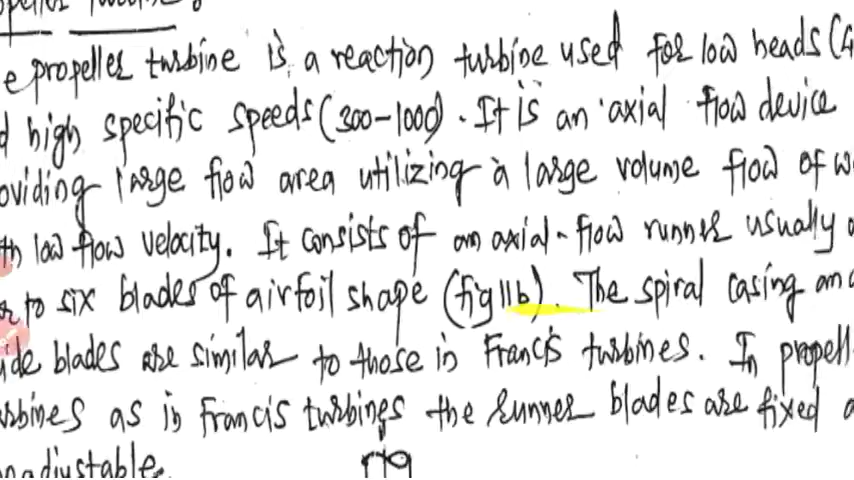 e propeller turbine is a reaction turbine used for low heads (4
d high specific speeds (300-1000). It is an axial flow device
oviding large flow area utilizing a large volume flow of w
th low flow velocity. It consists of an axial-flow runner usually
to six blades of airfoil shape (fig 11b). The spiral casing an
ide blades are similar to those in Francis turbines. In propell
rbines as in Francis turbines the runner blades are fixed a
nadjustable.